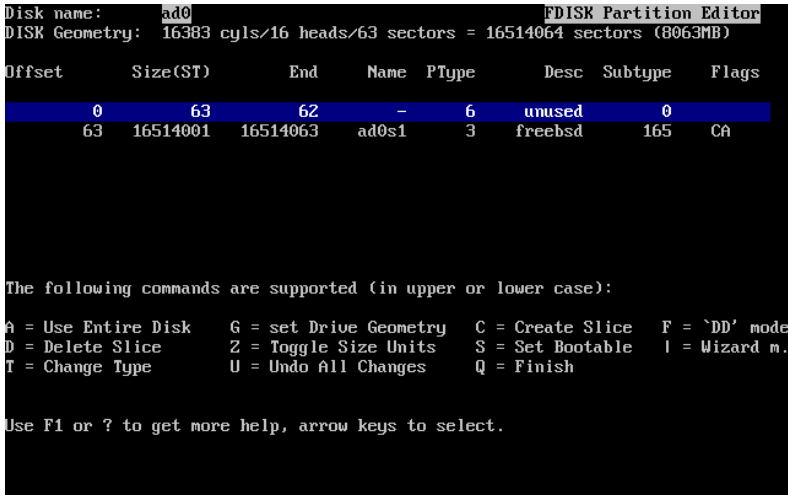 Disk name: ad0 FDISK Partition Editor
DISK Geometry: 16383 cyls/16 heads/63 sectors = 16514064 sectors (8063MB)
Offset Size(ST) End Name PType Desc Subtype Flags
0 63 62 - 6 unused 0
63 16514001 16514063 ad0s1 3 freebsd 165 CA
The following commands are supported (in upper or lower case):
A = Use Entire Disk G = set Drive Geometry C = Create Slice F = `DD' mode
D = Delete Slice Z = Toggle Size Units S = Set Bootable | = Wizard m.
T = Change Type U = Undo All Changes Q = Finish
Use F1 or ? to get more help, arrow keys to select.